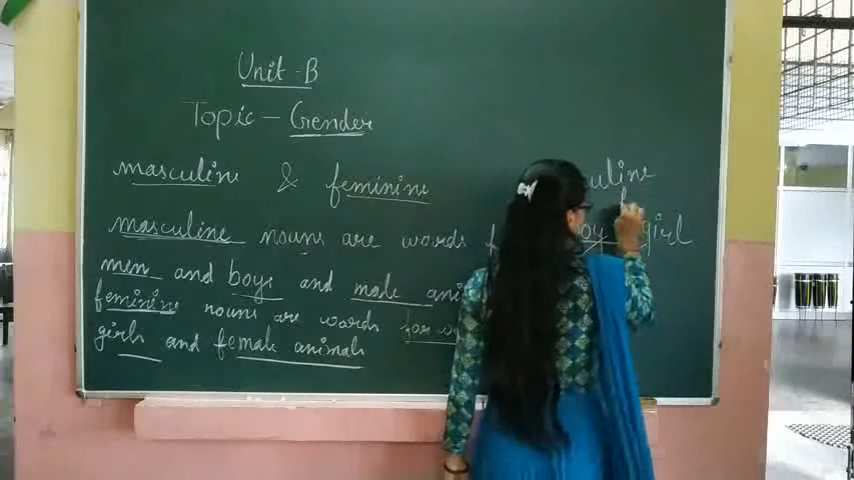 Unit-B
Topic - Gender
masculine & feminine
masculine nouns are words
men and boys and male
feminine nouns are words for
girls and female animals
girl